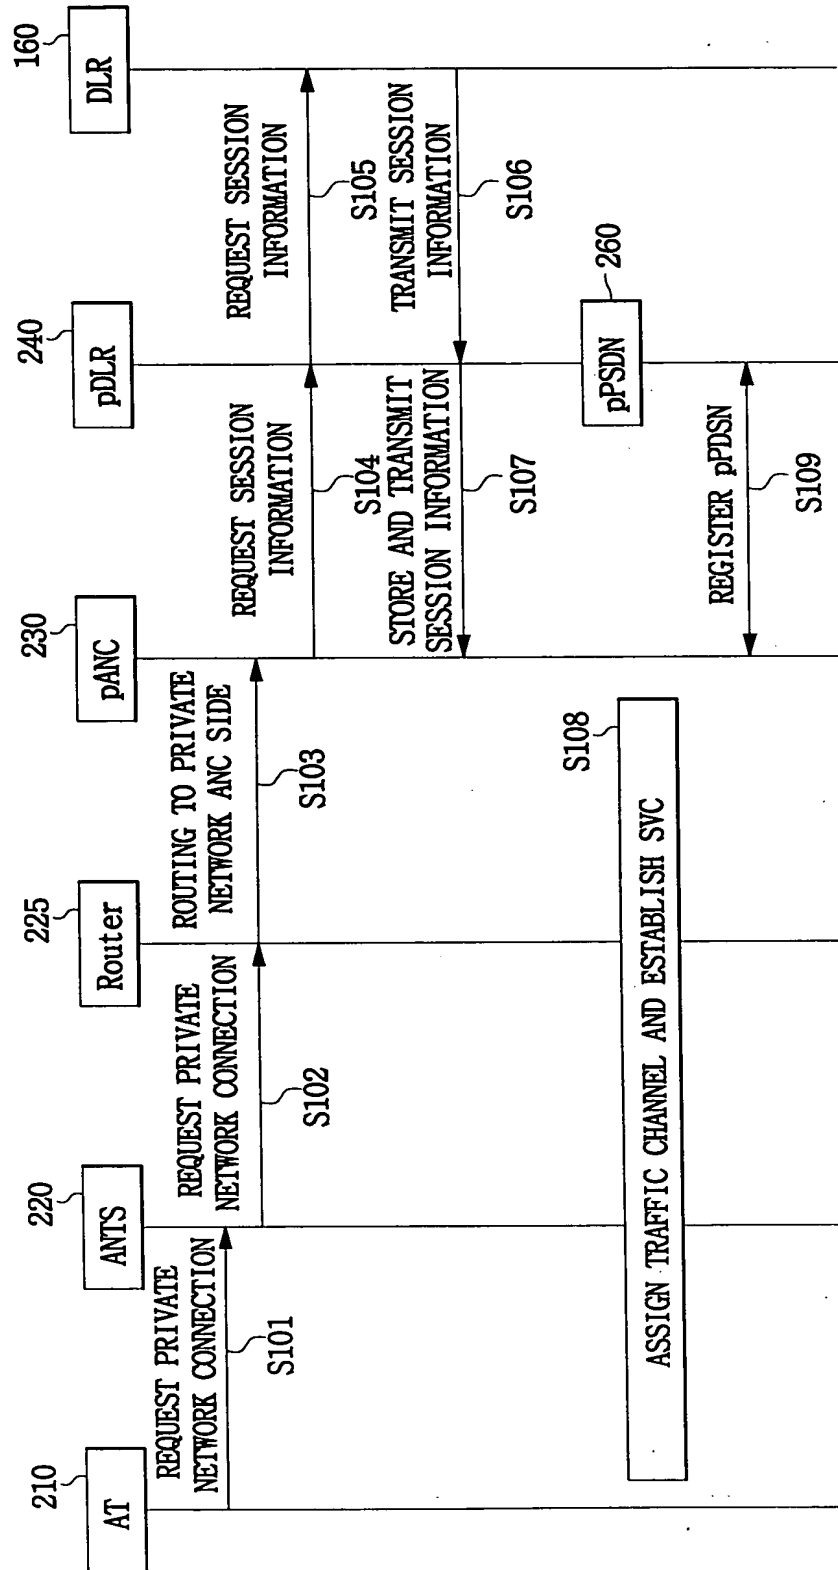 210
AT
220
ANTS
225
Router
230
pANC
240
pDLR
160
DLR
REQUEST PRIVATE
NETWORK CONNECTION
S101
REQUEST PRIVATE
NETWORK CONNECTION
S102
ROUTING TO PRIVATE
NETWORK ANC SIDE
S103
REQUEST SESSION
INFORMATION
S104
REQUEST SESSION
INFORMATION
S105
TRANSMIT SESSION
INFORMATION
S106
STORE AND TRANSMIT
SESSION INFORMATION
S107
260
pPSDN
S108
ASSIGN TRAFFIC CHANNEL AND ESTABLISH SVC
REGISTER pPDSN
S109